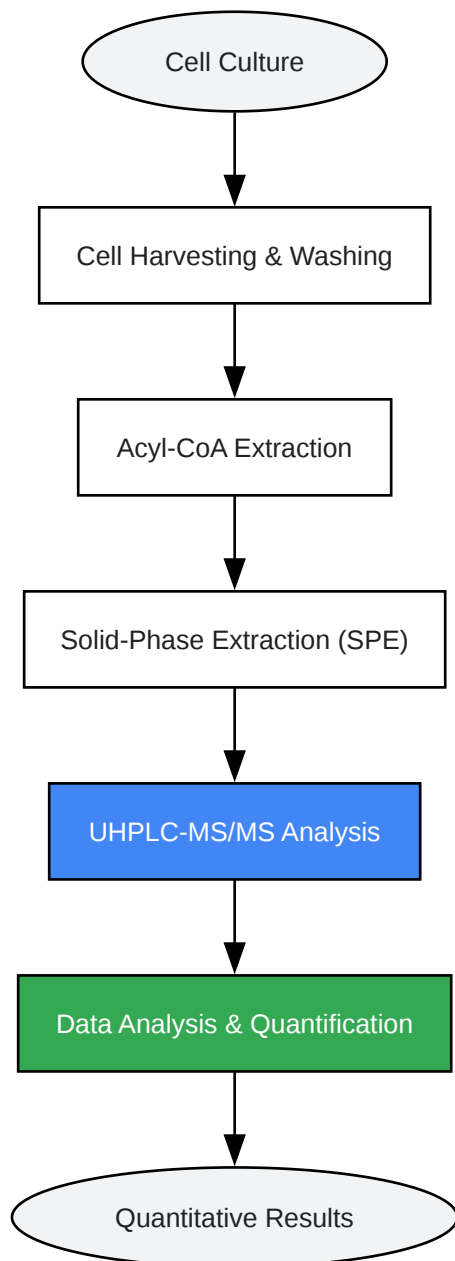 Cell Culture
Cell Harvesting & Washing
Acyl-CoA Extraction
Solid-Phase Extraction (SPE)
UHPLC-MS/MS Analysis
Data Analysis & Quantification
Quantitative Results